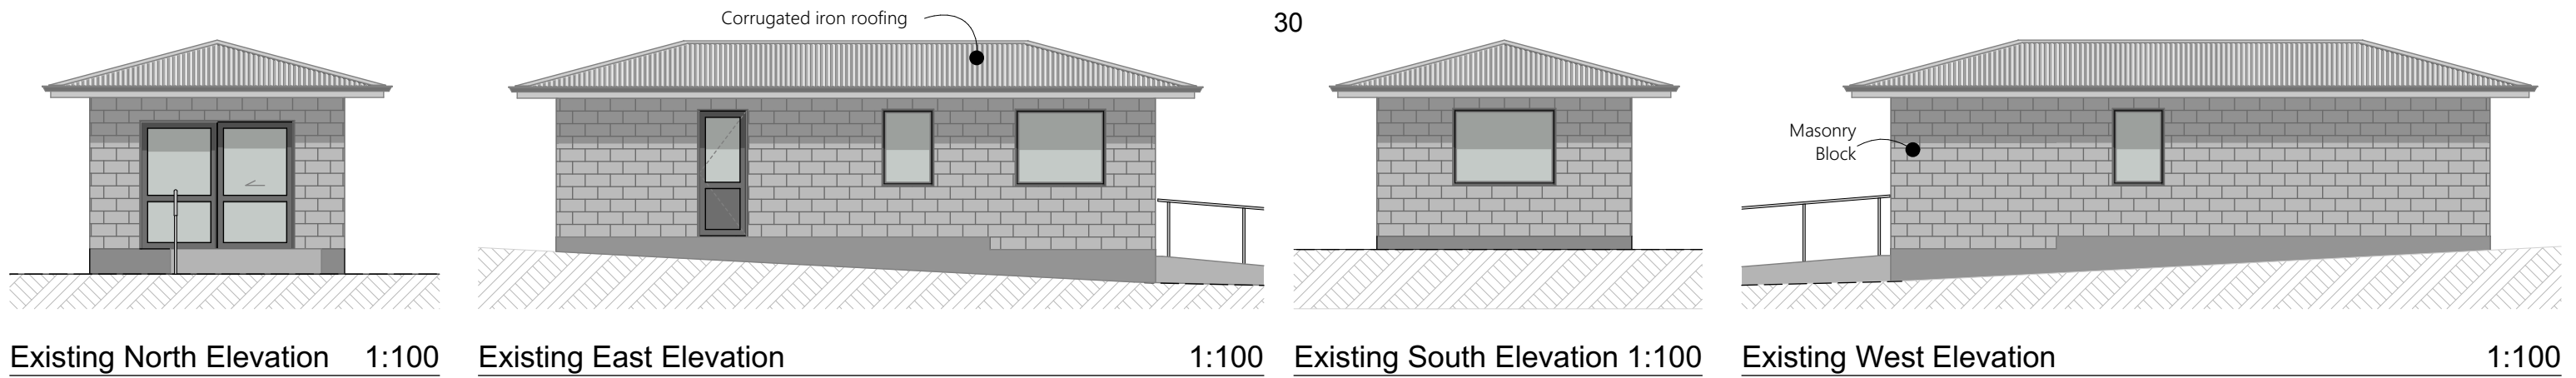 Corrugated iron roofing
30
Masonry
Block
Existing North Elevation 1:100
Existing East Elevation 1:100
Existing South Elevation 1:100
Existing West Elevation 1:100